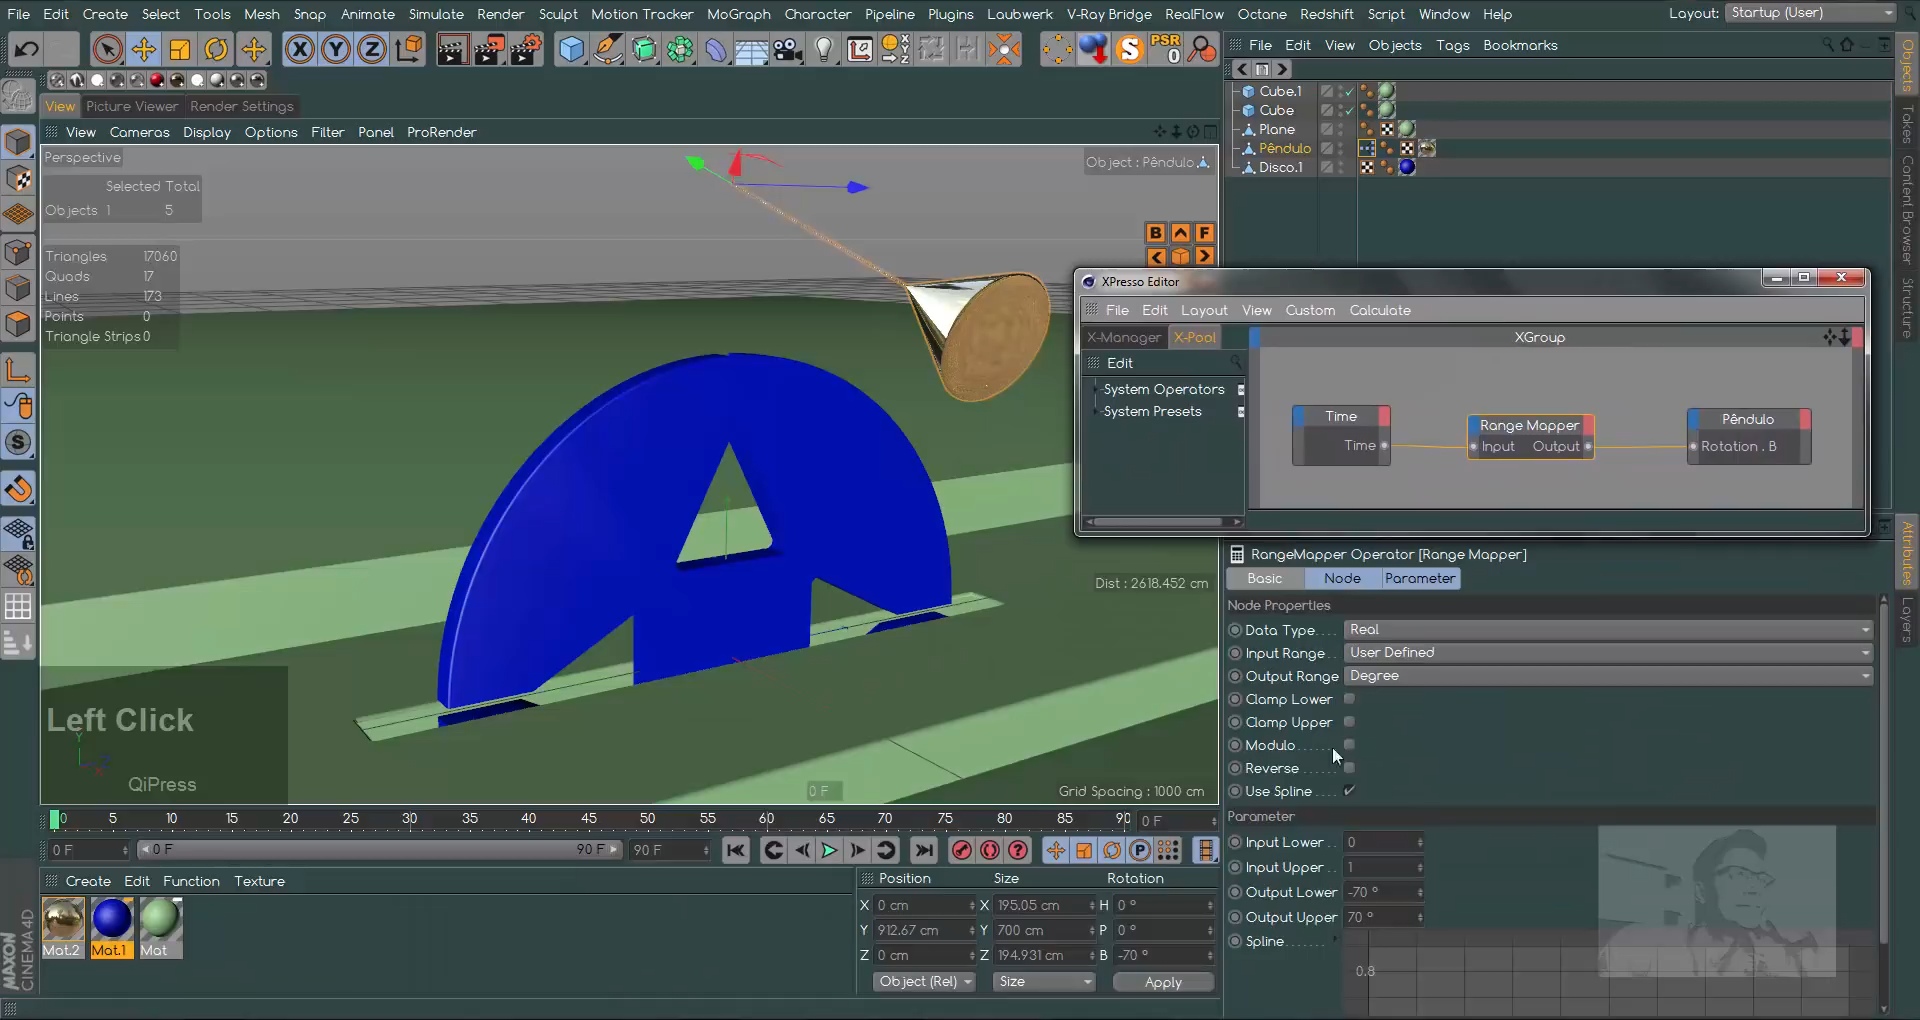 File Edit Create Select Tools Mesh Snap Animate Simulate Render Sculpt Motion Tracker MoGraph Character Pipeline Plugins Laubwerk V-Ray Bridge RealFlow Octane Redshift Script Window Help Layout: Startup (User)
X Y Z S PSR 0
File Edit View Objects Tags Bookmarks
View Picture Viewer Render Settings
View Cameras Display Options Filter Panel ProRender
Cube.1
Cube
Plane
Pêndulo
Disco.1
Objects
Takes
Content Browser
Structure
Perspective
Object : Pêndulo
Selected Total
Objects 1 5
Triangles 17060
Quads 17
Lines 173
Points 0
Triangle Strips 0
B F
XPresso Editor
File Edit Layout View Custom Calculate
X-Manager X-Pool
XGroup
Edit
System Operators
System Presets
Time
Time
Range Mapper
Input Output
Pêndulo
Rotation . B
Dist : 2618.452 cm
Left Click
QiPress
Y
X
0 F
Grid Spacing : 1000 cm
RangeMapper Operator [Range Mapper]
Basic Node Parameter
Node Properties
Data Type Real
Input Range User Defined
Output Range Degree
Clamp Lower
Clamp Upper
Modulo
Reverse
Use Spline
Parameter
Input Lower 0
Input Upper 1
Output Lower -70 °
Output Upper 70 °
Spline
0.8
Attributes
Layers
0 5 10 15 20 25 30 35 40 45 50 55 60 65 70 75 80 85 90 0 F
0 F 0 F 90 F 90 F
Create Edit Function Texture
Mat.2 Mat.1 Mat
Position Size Rotation
X 0 cm X 195.05 cm H 0 °
Y 912.67 cm Y 700 cm P 0 °
Z 0 cm Z 194.931 cm B -70 °
Object (Rel) Size Apply
MAXON
CINEMA4D